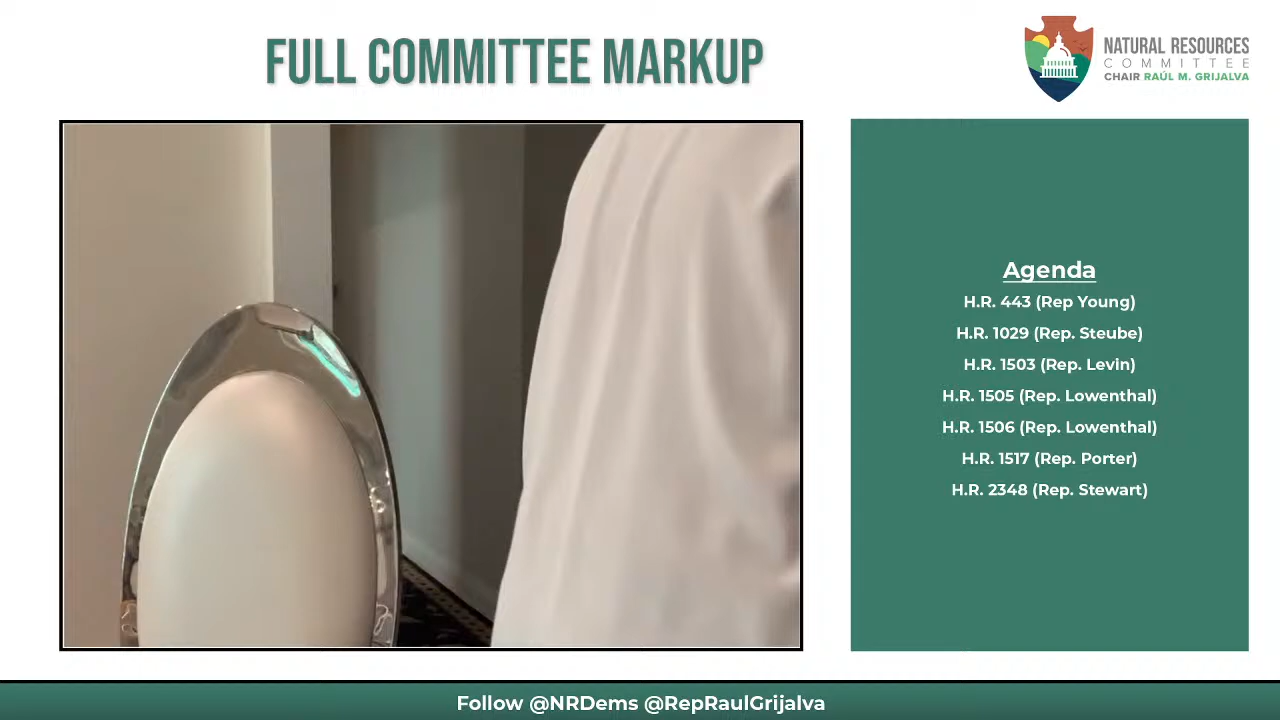 FULL COMMITTEE MARKUP
NATURAL RESOURCES
COMMITTEE
CHAIR RAÚL M. GRIJALVA
Agenda
H.R. 443 (Rep Young)
H.R. 1029 (Rep. Steube)
H.R. 1503 (Rep. Levin)
H.R. 1505 (Rep. Lowenthal)
H.R. 1506 (Rep. Lowenthal)
H.R. 1517 (Rep. Porter)
H.R. 2348 (Rep. Stewart)
Follow @NRDems @RepRaulGrijalva